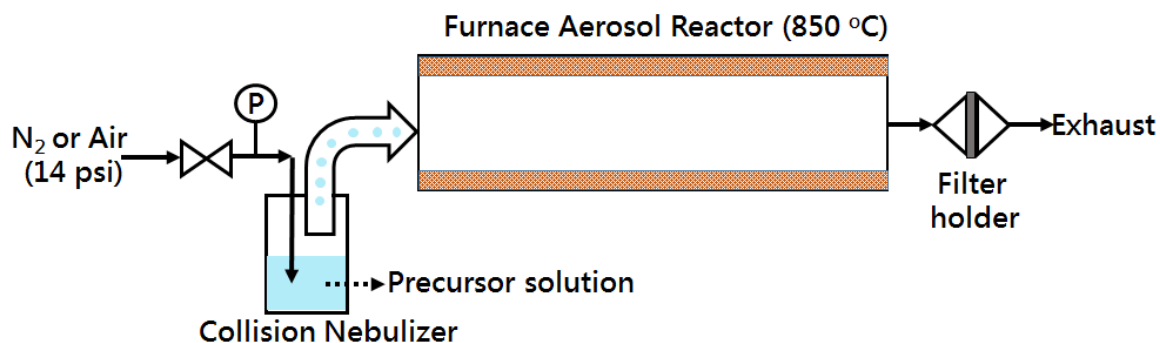 Furnace Aerosol Reactor (850 °C)
P
N₂ or Air
(14 psi)
Exhaust
Filter
holder
Precursor solution
Collision Nebulizer